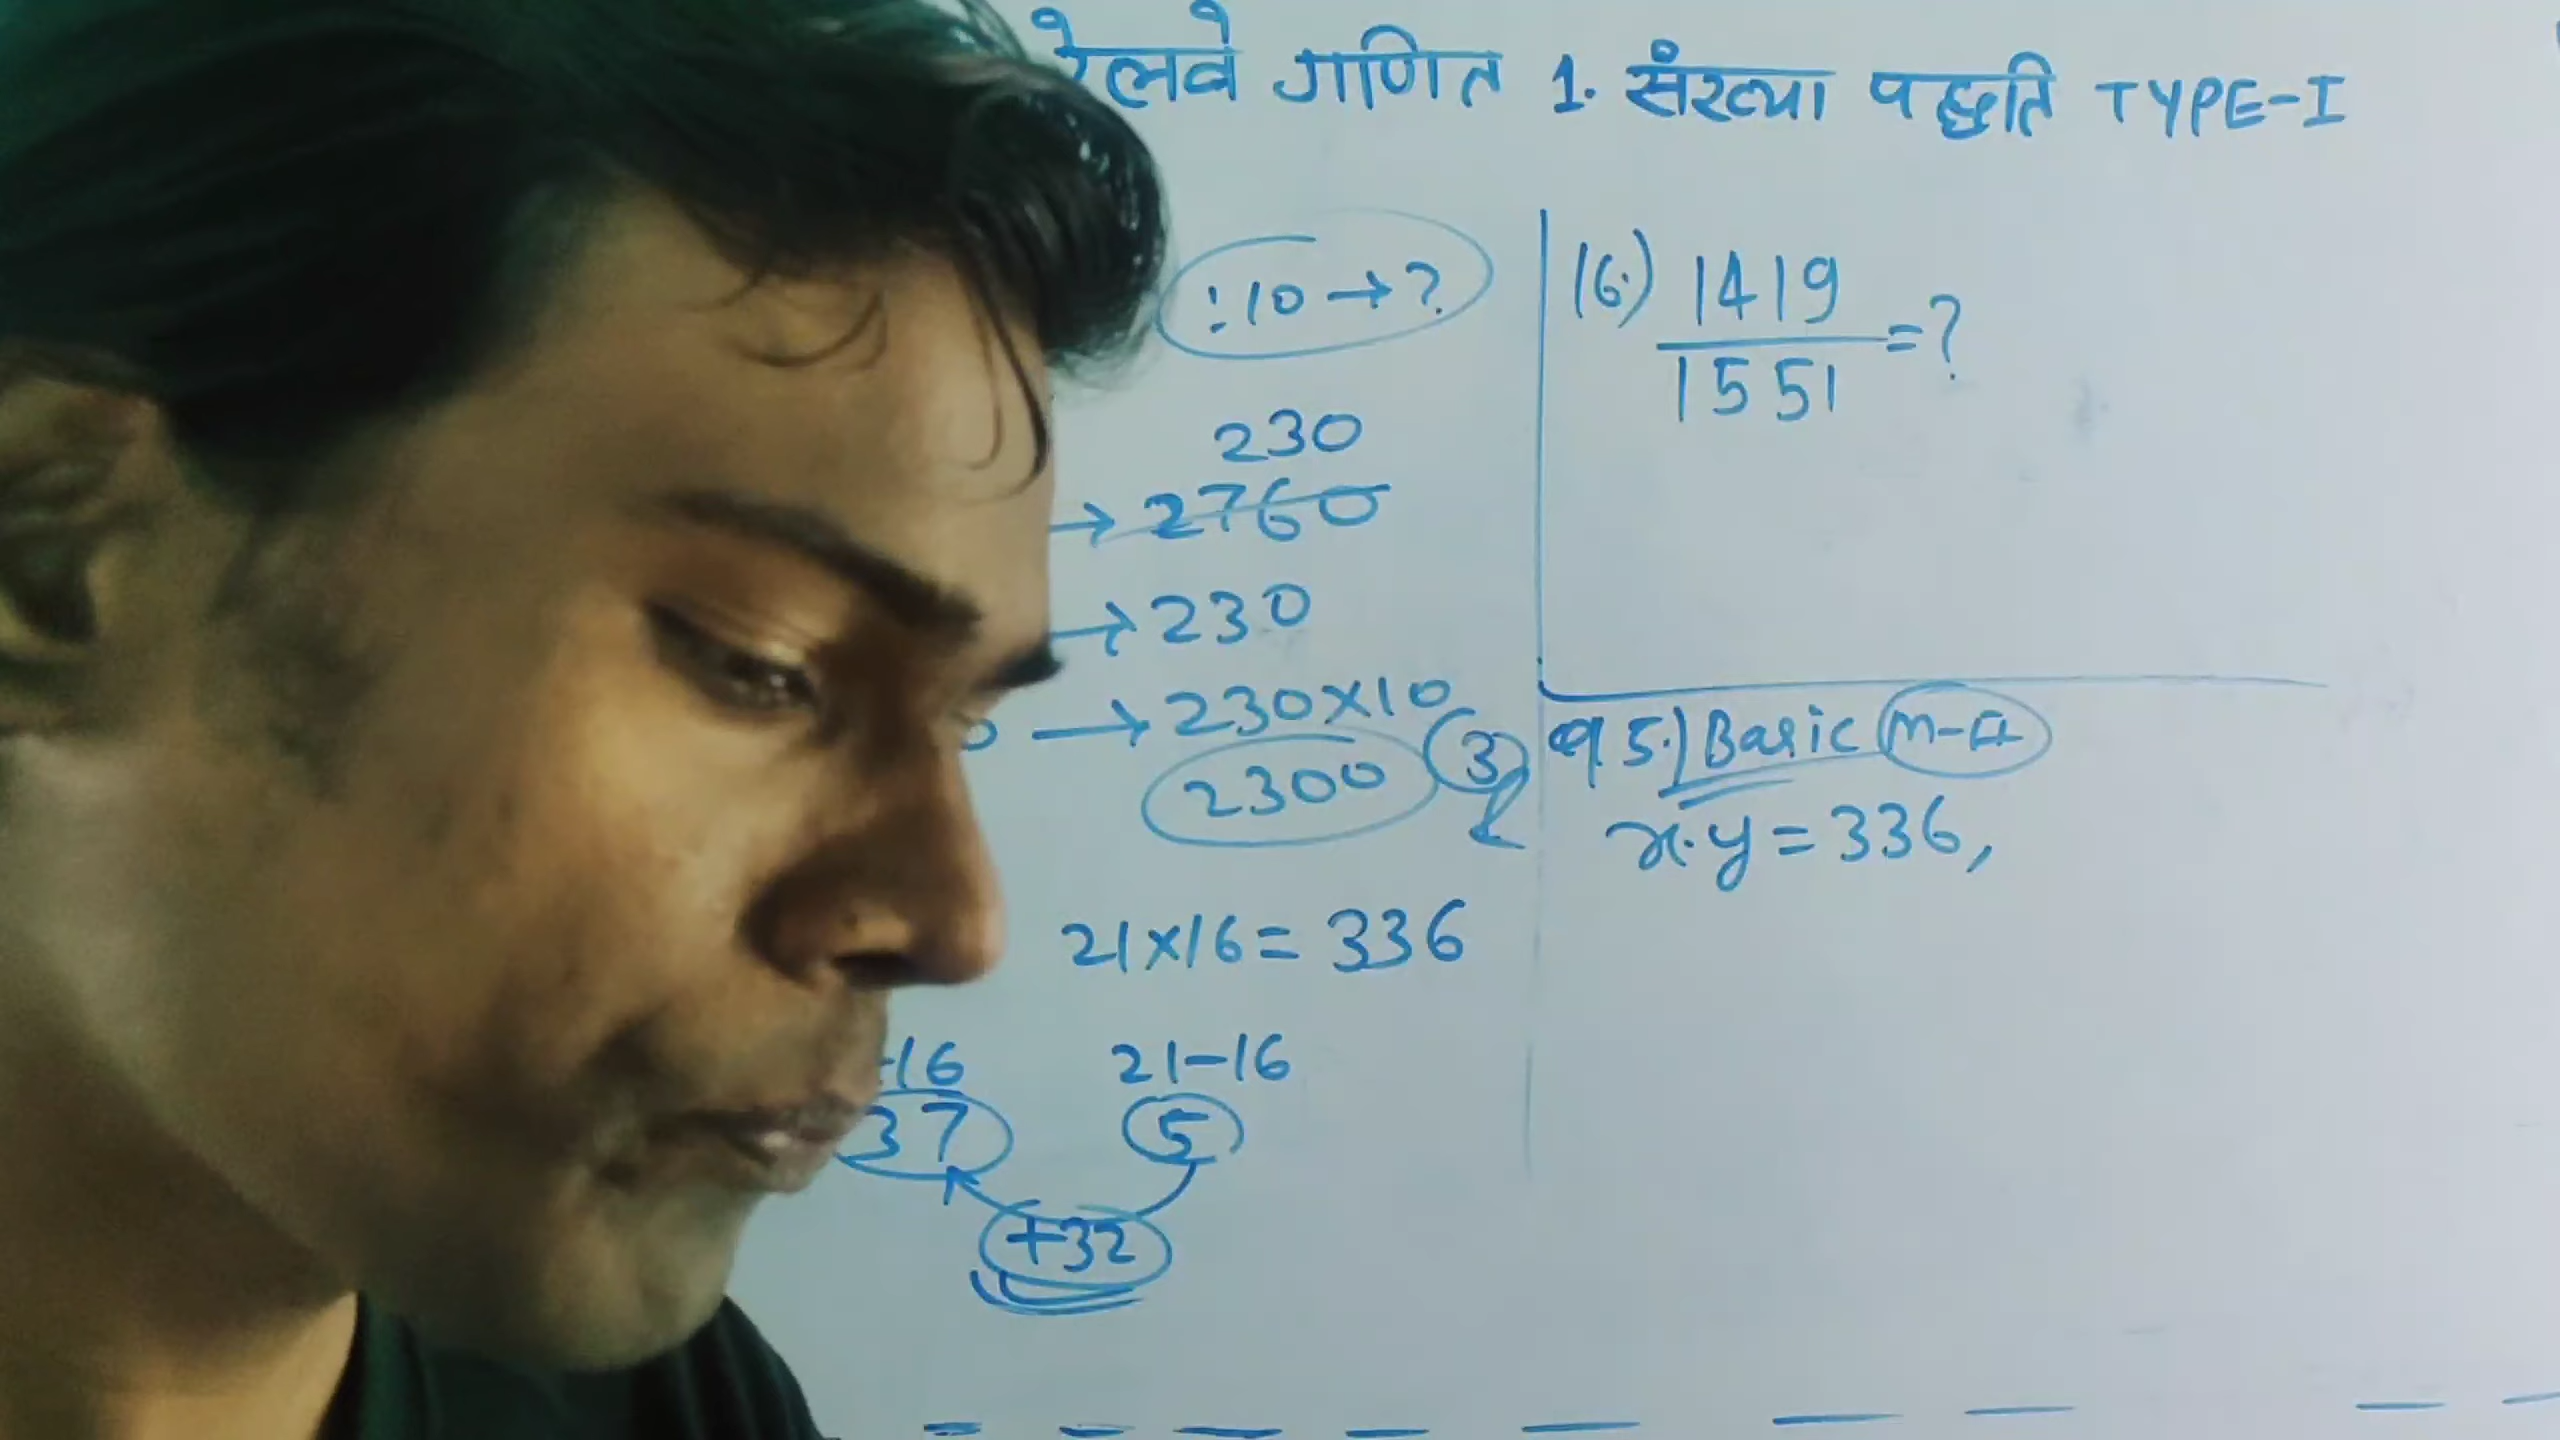 रेलवे गणित 1. संख्या पद्धति TYPE-I
:10 → ?
230
→ 2760
→ 230
→ 230×10
2300 3
21×16 = 336
-16 21-16
37 5
+32
(6.) 1419
=?
1551
Q.5.) Basic M-II
x.y = 336,